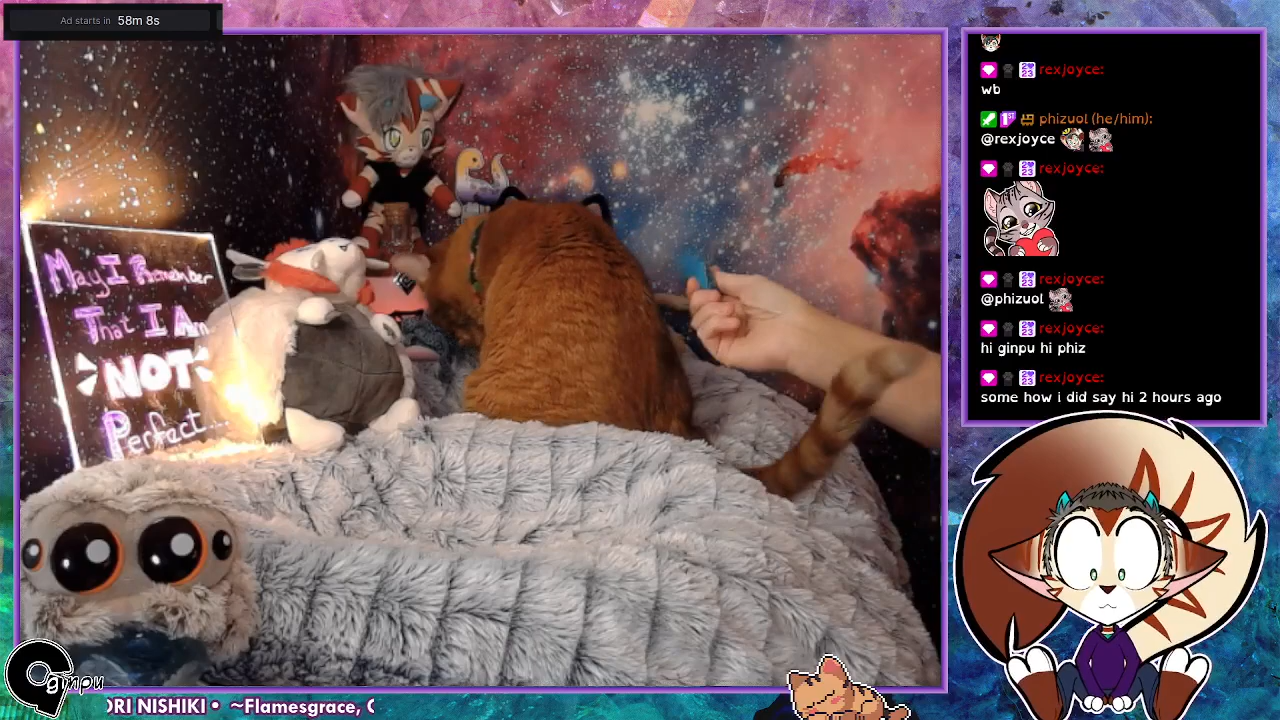 Ad starts in 58m 8s
rexjoyce:
wb
phizuol (he/him):
@rexjoyce
rexjoyce:
rexjoyce:
@phizuol
rexjoyce:
hi ginpu hi phiz
rexjoyce:
some how i did say hi 2 hours ago
May I Remember
That I Am
NOT
Perfect...
ginpu
ORI NISHIKI • ~Flamesgrace, C